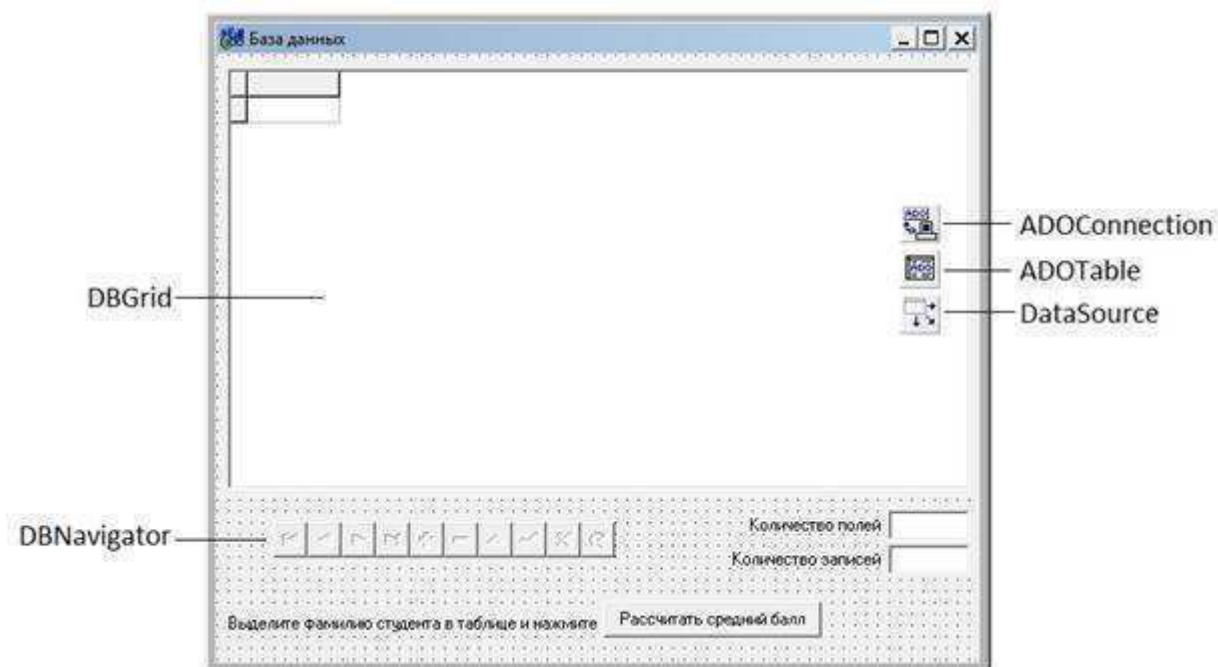 База данных
ADOConnection
ADOTable
DBGrid
DataSource
DBNavigator
Количество полей
Количество записей
Выделите фамилию студента в таблице и нажмите
Рассчитать средний балл